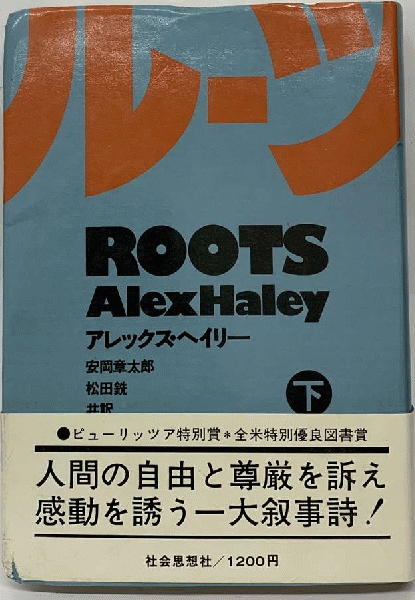 ルーツ
ROOTS
Alex Haley
アレックス・ヘイリー
安岡章太郎
松田銑
共訳
下
●ピューリッツア特別賞*全米特別優良図書賞
人間の自由と尊厳を訴え
感動を誘う一大叙事詩!
社会思想社/1200円